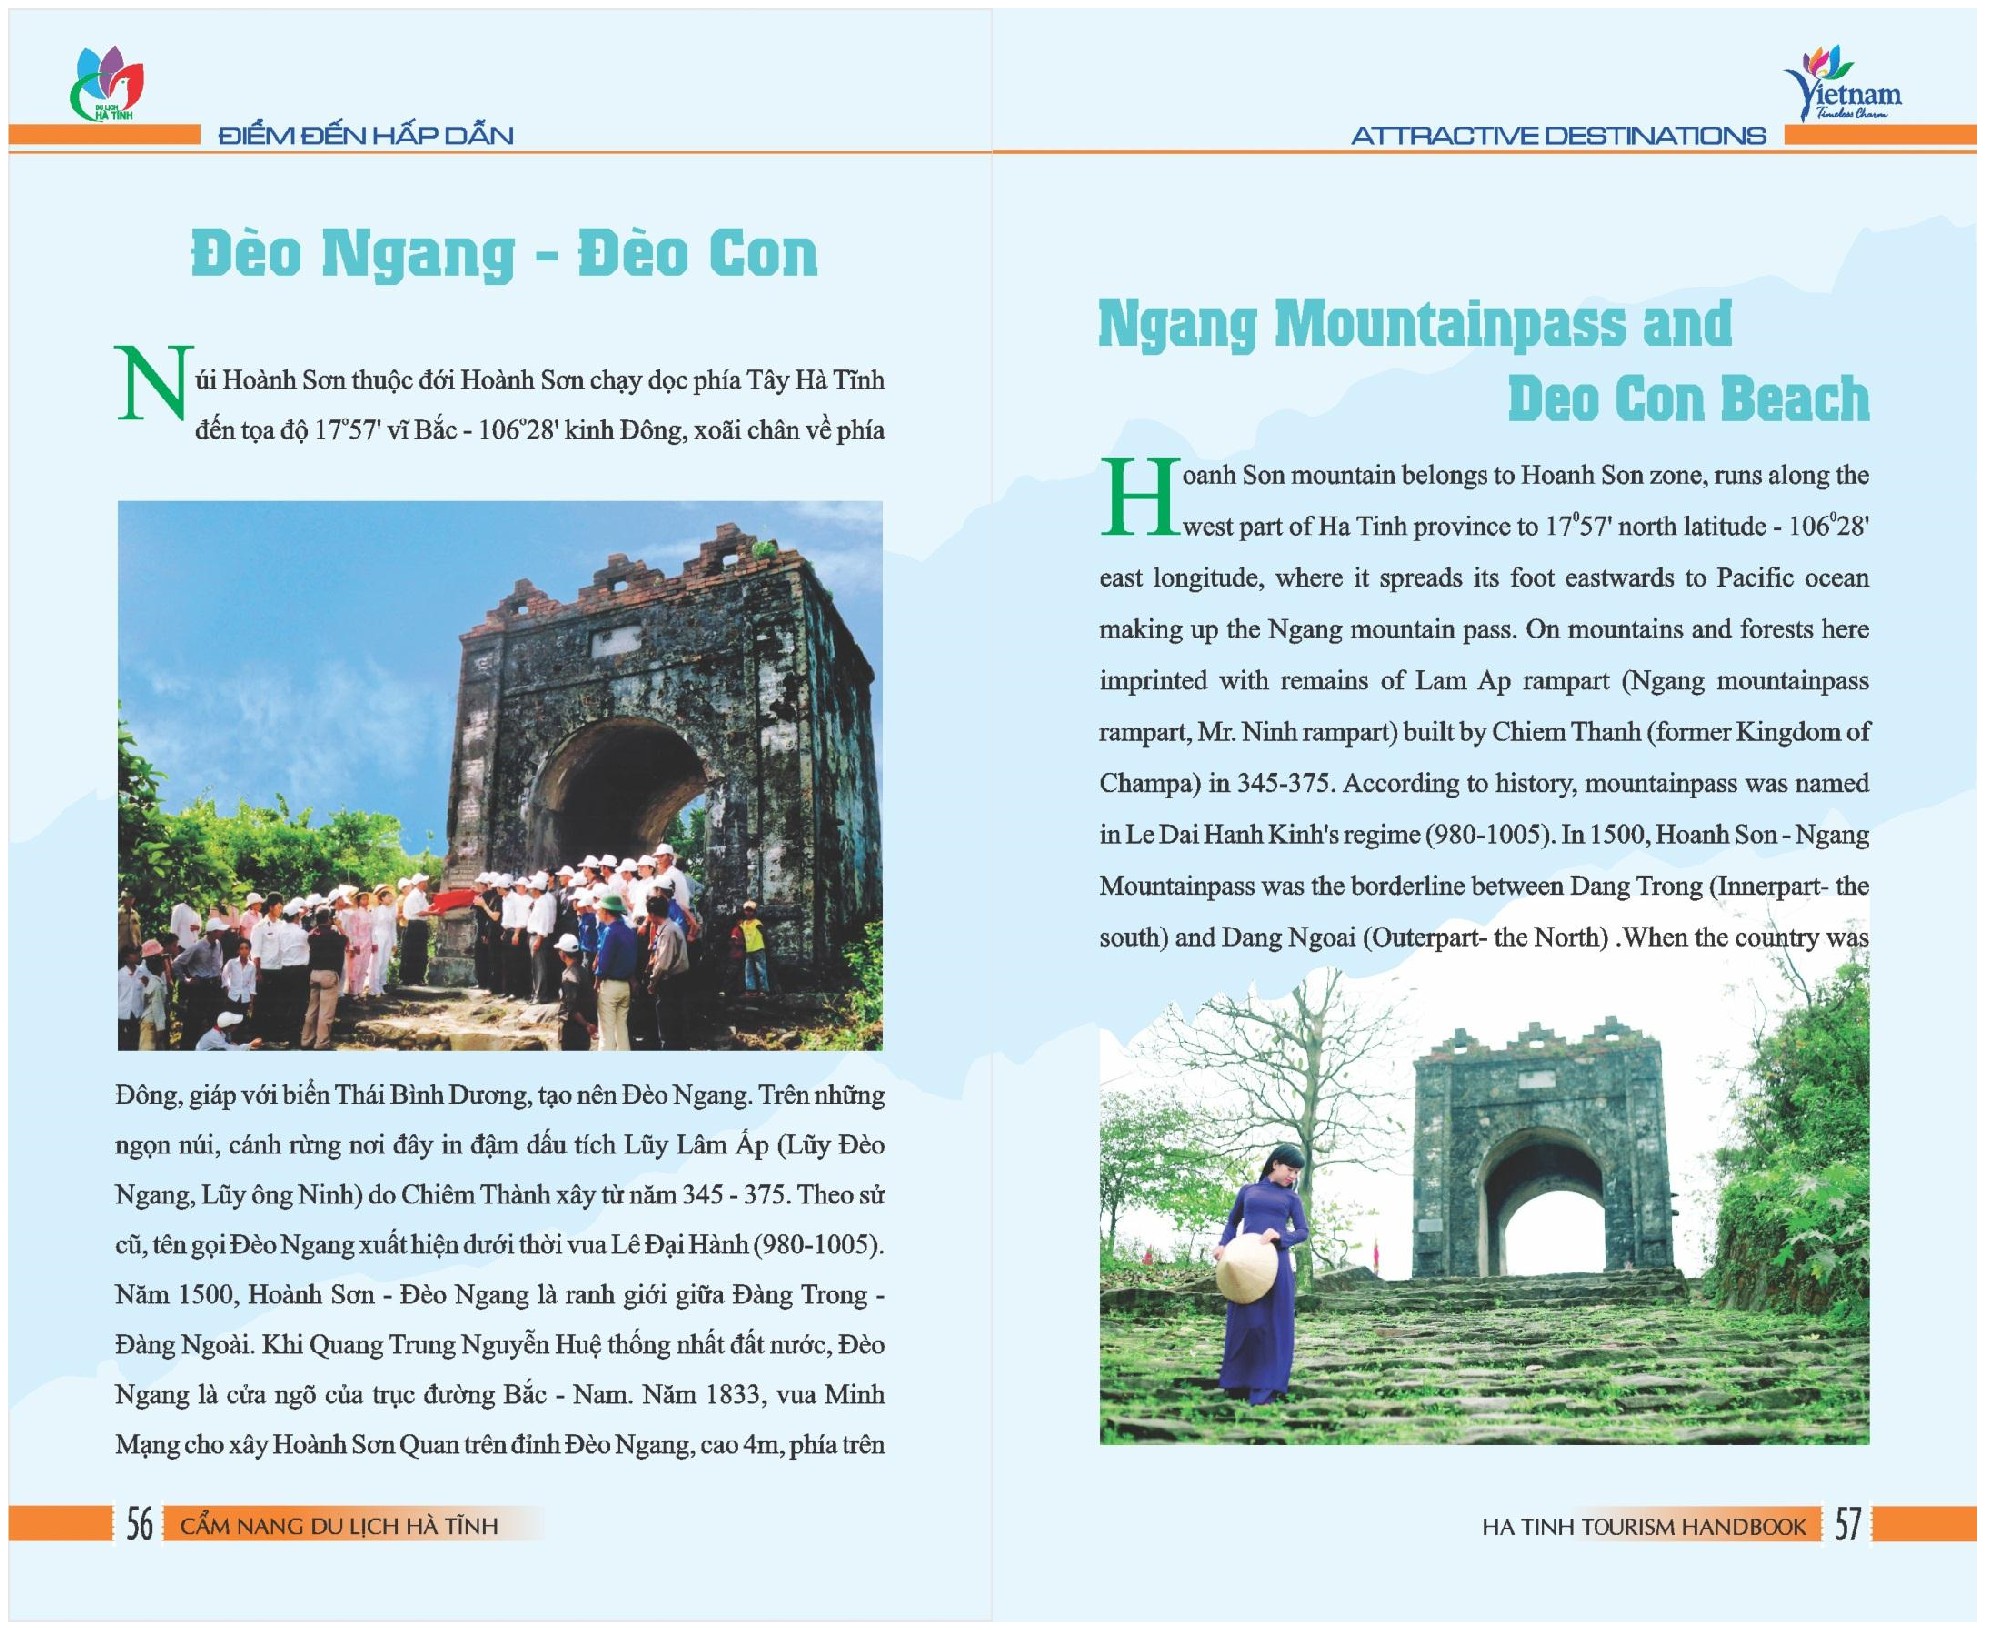 DU LỊCH
HÀ TĨNH
ĐIỂM ĐẾN HẤP DẪN
Đèo Ngang - Đèo Con
Núi Hoành Sơn thuộc đới Hoành Sơn chạy dọc phía Tây Hà Tĩnh
đến tọa độ 17º57' vĩ Bắc - 106º28' kinh Đông, xoãi chân về phía
Đông, giáp với biển Thái Bình Dương, tạo nên Đèo Ngang. Trên những
ngọn núi, cánh rừng nơi đây in đậm dấu tích Lũy Lâm Ấp (Lũy Đèo
Ngang, Lũy ông Ninh) do Chiêm Thành xây từ năm 345 - 375. Theo sử
cũ, tên gọi Đèo Ngang xuất hiện dưới thời vua Lê Đại Hành (980-1005).
Năm 1500, Hoành Sơn - Đèo Ngang là ranh giới giữa Đàng Trong -
Đàng Ngoài. Khi Quang Trung Nguyễn Huệ thống nhất đất nước, Đèo
Ngang là cửa ngõ của trục đường Bắc - Nam. Năm 1833, vua Minh
Mạng cho xây Hoành Sơn Quan trên đỉnh Đèo Ngang, cao 4m, phía trên
56 CẨM NANG DU LỊCH HÀ TĨNH
Vietnam
Timeless Charm
ATTRACTIVE DESTINATIONS
Ngang Mountainpass and
Deo Con Beach
Hoanh Son mountain belongs to Hoanh Son zone, runs along the
west part of Ha Tinh province to 17⁰57' north latitude - 106⁰28'
east longitude, where it spreads its foot eastwards to Pacific ocean
making up the Ngang mountain pass. On mountains and forests here
imprinted with remains of Lam Ap rampart (Ngang mountainpass
rampart, Mr. Ninh rampart) built by Chiem Thanh (former Kingdom of
Champa) in 345-375. According to history, mountainpass was named
in Le Dai Hanh Kinh's regime (980-1005). In 1500, Hoanh Son - Ngang
Mountainpass was the borderline between Dang Trong (Innerpart- the
south) and Dang Ngoai (Outerpart- the North) .When the country was
HA TINH TOURISM HANDBOOK 57